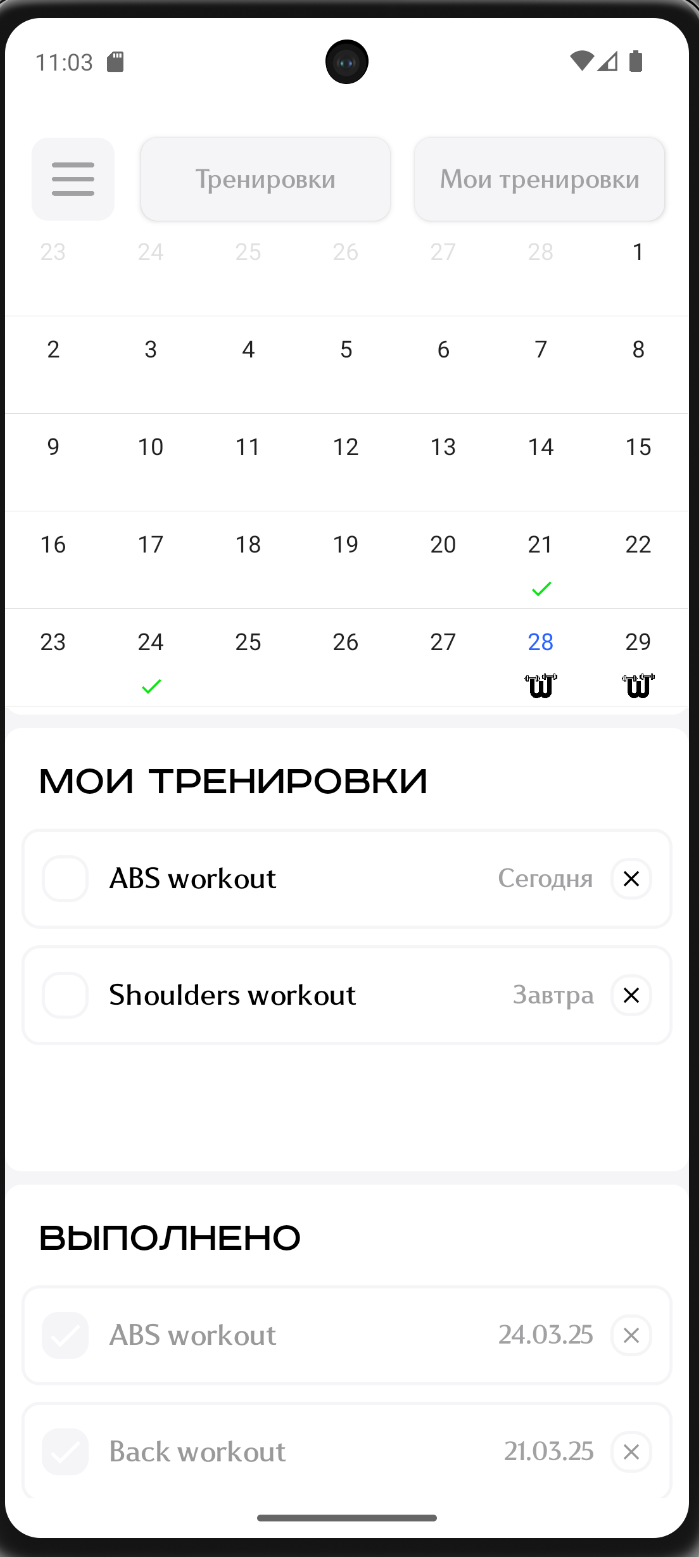 11:03
Тренировки Мои тренировки
23 24 25 26 27 28 1
2 3 4 5 6 7 8
9 10 11 12 13 14 15
16 17 18 19 20 21 22
23 24 25 26 27 28 29
МОИ ТРЕНИРОВКИ
ABS workout Сегодня
Shoulders workout Завтра
ВЫПОЛНЕНО
ABS workout 24.03.25
Back workout 21.03.25